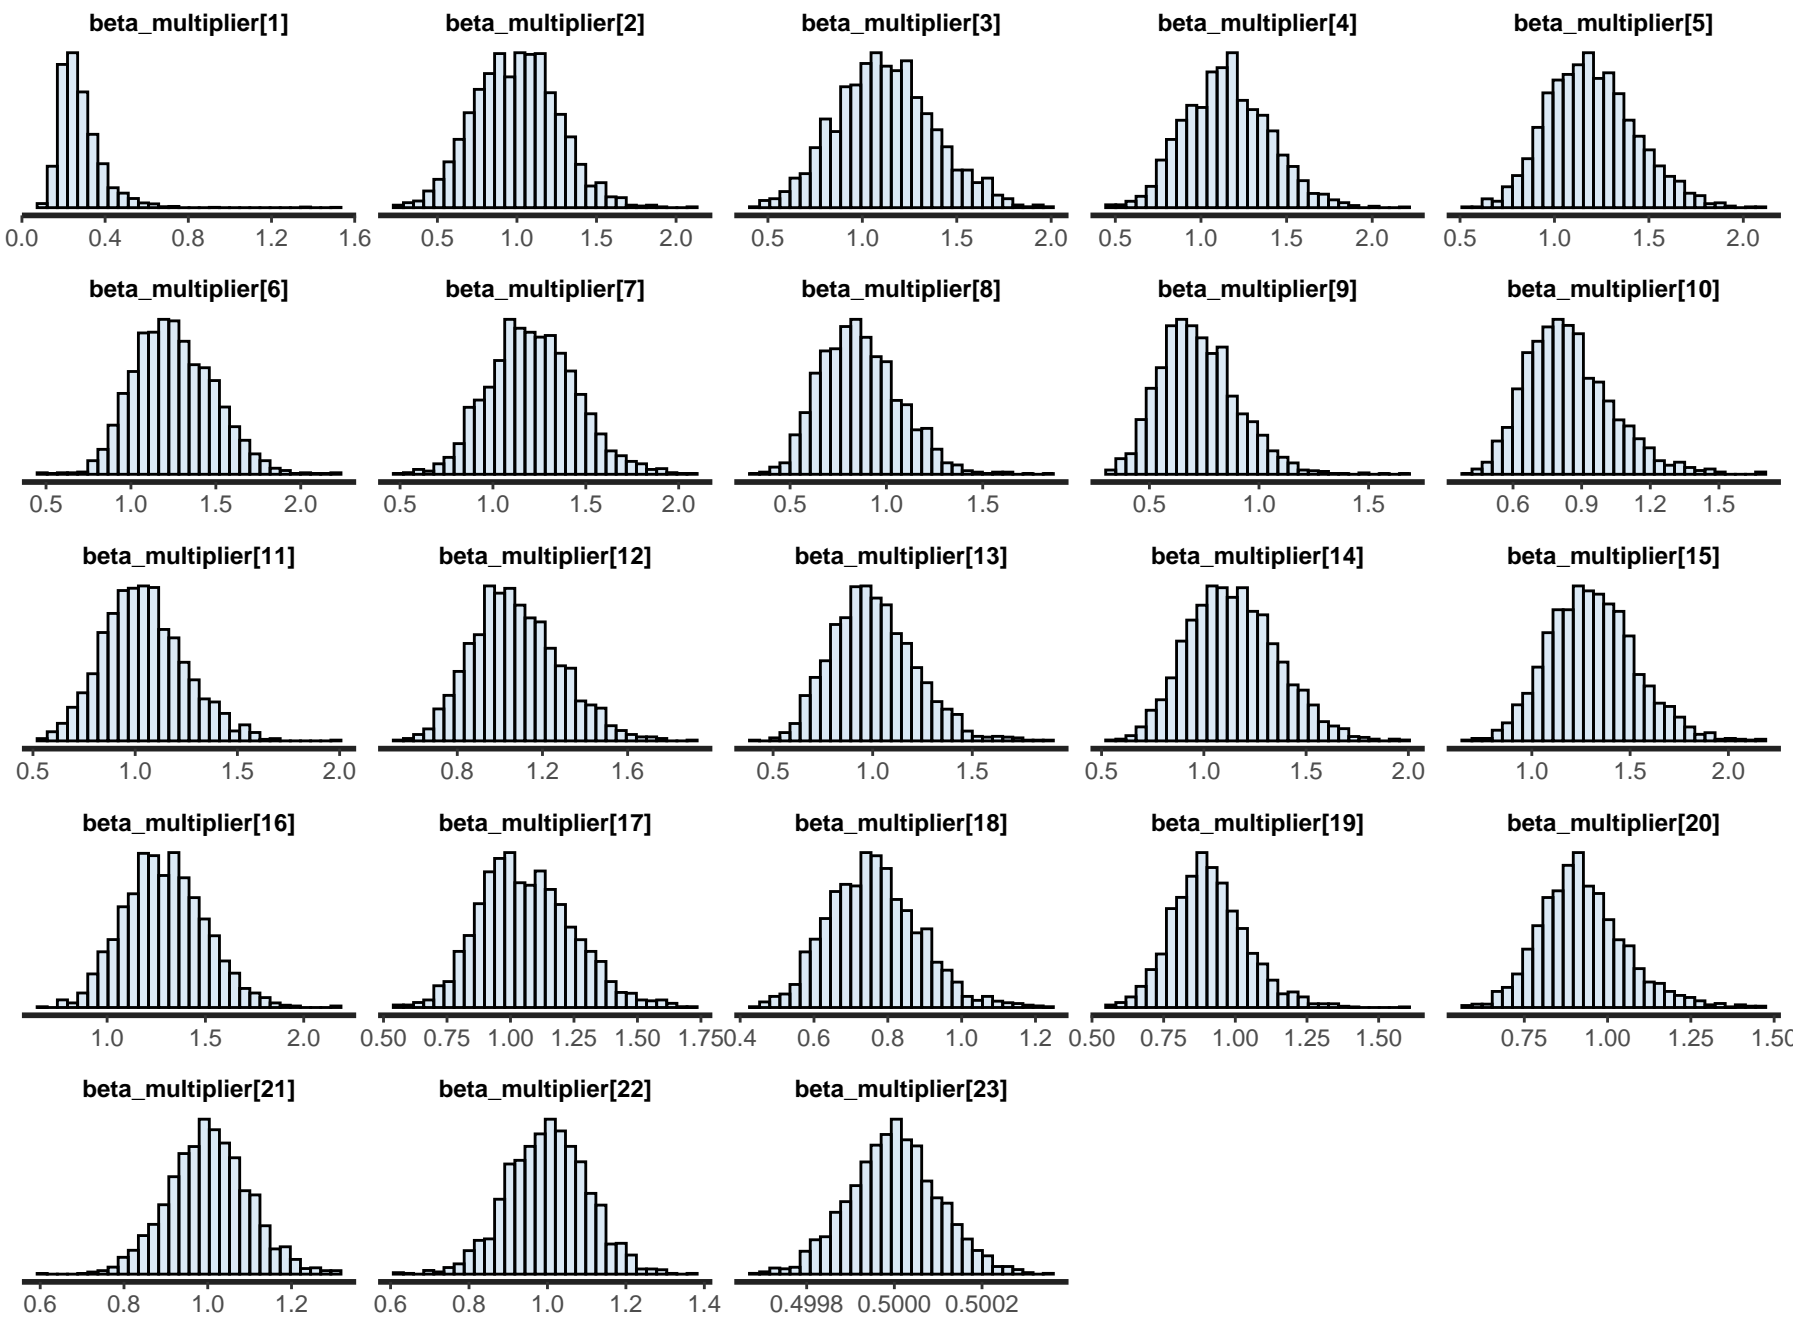 beta_multiplier[1] beta_multiplier[2] beta_multiplier[3] beta_multiplier[4] beta_multiplier[5]
0.0 0.4 0.8 1.2 1.6 0.5 1.0 1.5 2.0 0.5 1.0 1.5 2.0 0.5 1.0 1.5 2.0 0.5 1.0 1.5 2.0
beta_multiplier[6] beta_multiplier[7] beta_multiplier[8] beta_multiplier[9] beta_multiplier[10]
0.5 1.0 1.5 2.0 0.5 1.0 1.5 2.0 0.5 1.0 1.5 0.5 1.0 1.5 0.6 0.9 1.2 1.5
beta_multiplier[11] beta_multiplier[12] beta_multiplier[13] beta_multiplier[14] beta_multiplier[15]
0.5 1.0 1.5 2.0 0.8 1.2 1.6 0.5 1.0 1.5 0.5 1.0 1.5 2.0 1.0 1.5 2.0
beta_multiplier[16] beta_multiplier[17] beta_multiplier[18] beta_multiplier[19] beta_multiplier[20]
1.0 1.5 2.0 0.50 0.75 1.00 1.25 1.75 0.4 0.6 0.8 1.0 1.2 0.50 0.75 1.00 1.25 1.50 0.75 1.00 1.25 1.50
beta_multiplier[21] beta_multiplier[22] beta_multiplier[23]
0.6 0.8 1.0 1.2 0.6 0.8 1.0 1.2 1.4 0.4998 0.5000 0.5002